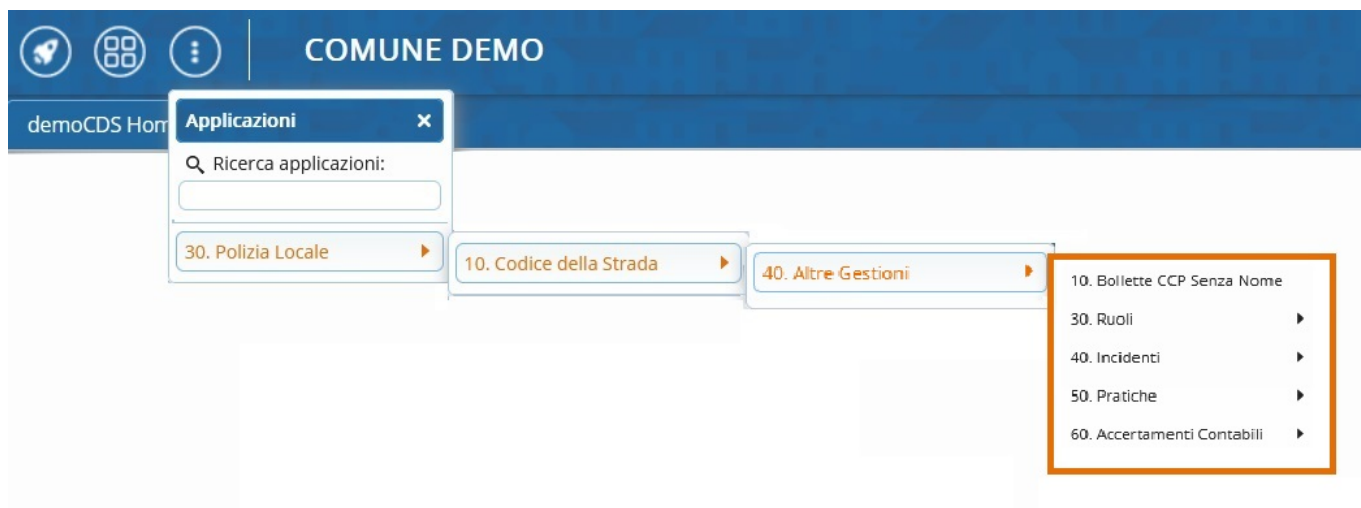 COMUNE DEMO
demoCDS Hom
Applicazioni
Ricerca applicazioni:
30. Polizia Locale
10. Codice della Strada
40. Altre Gestioni
10. Bollette CCP Senza Nome
30. Ruoli
40. Incidenti
50. Pratiche
60. Accertamenti Contabili